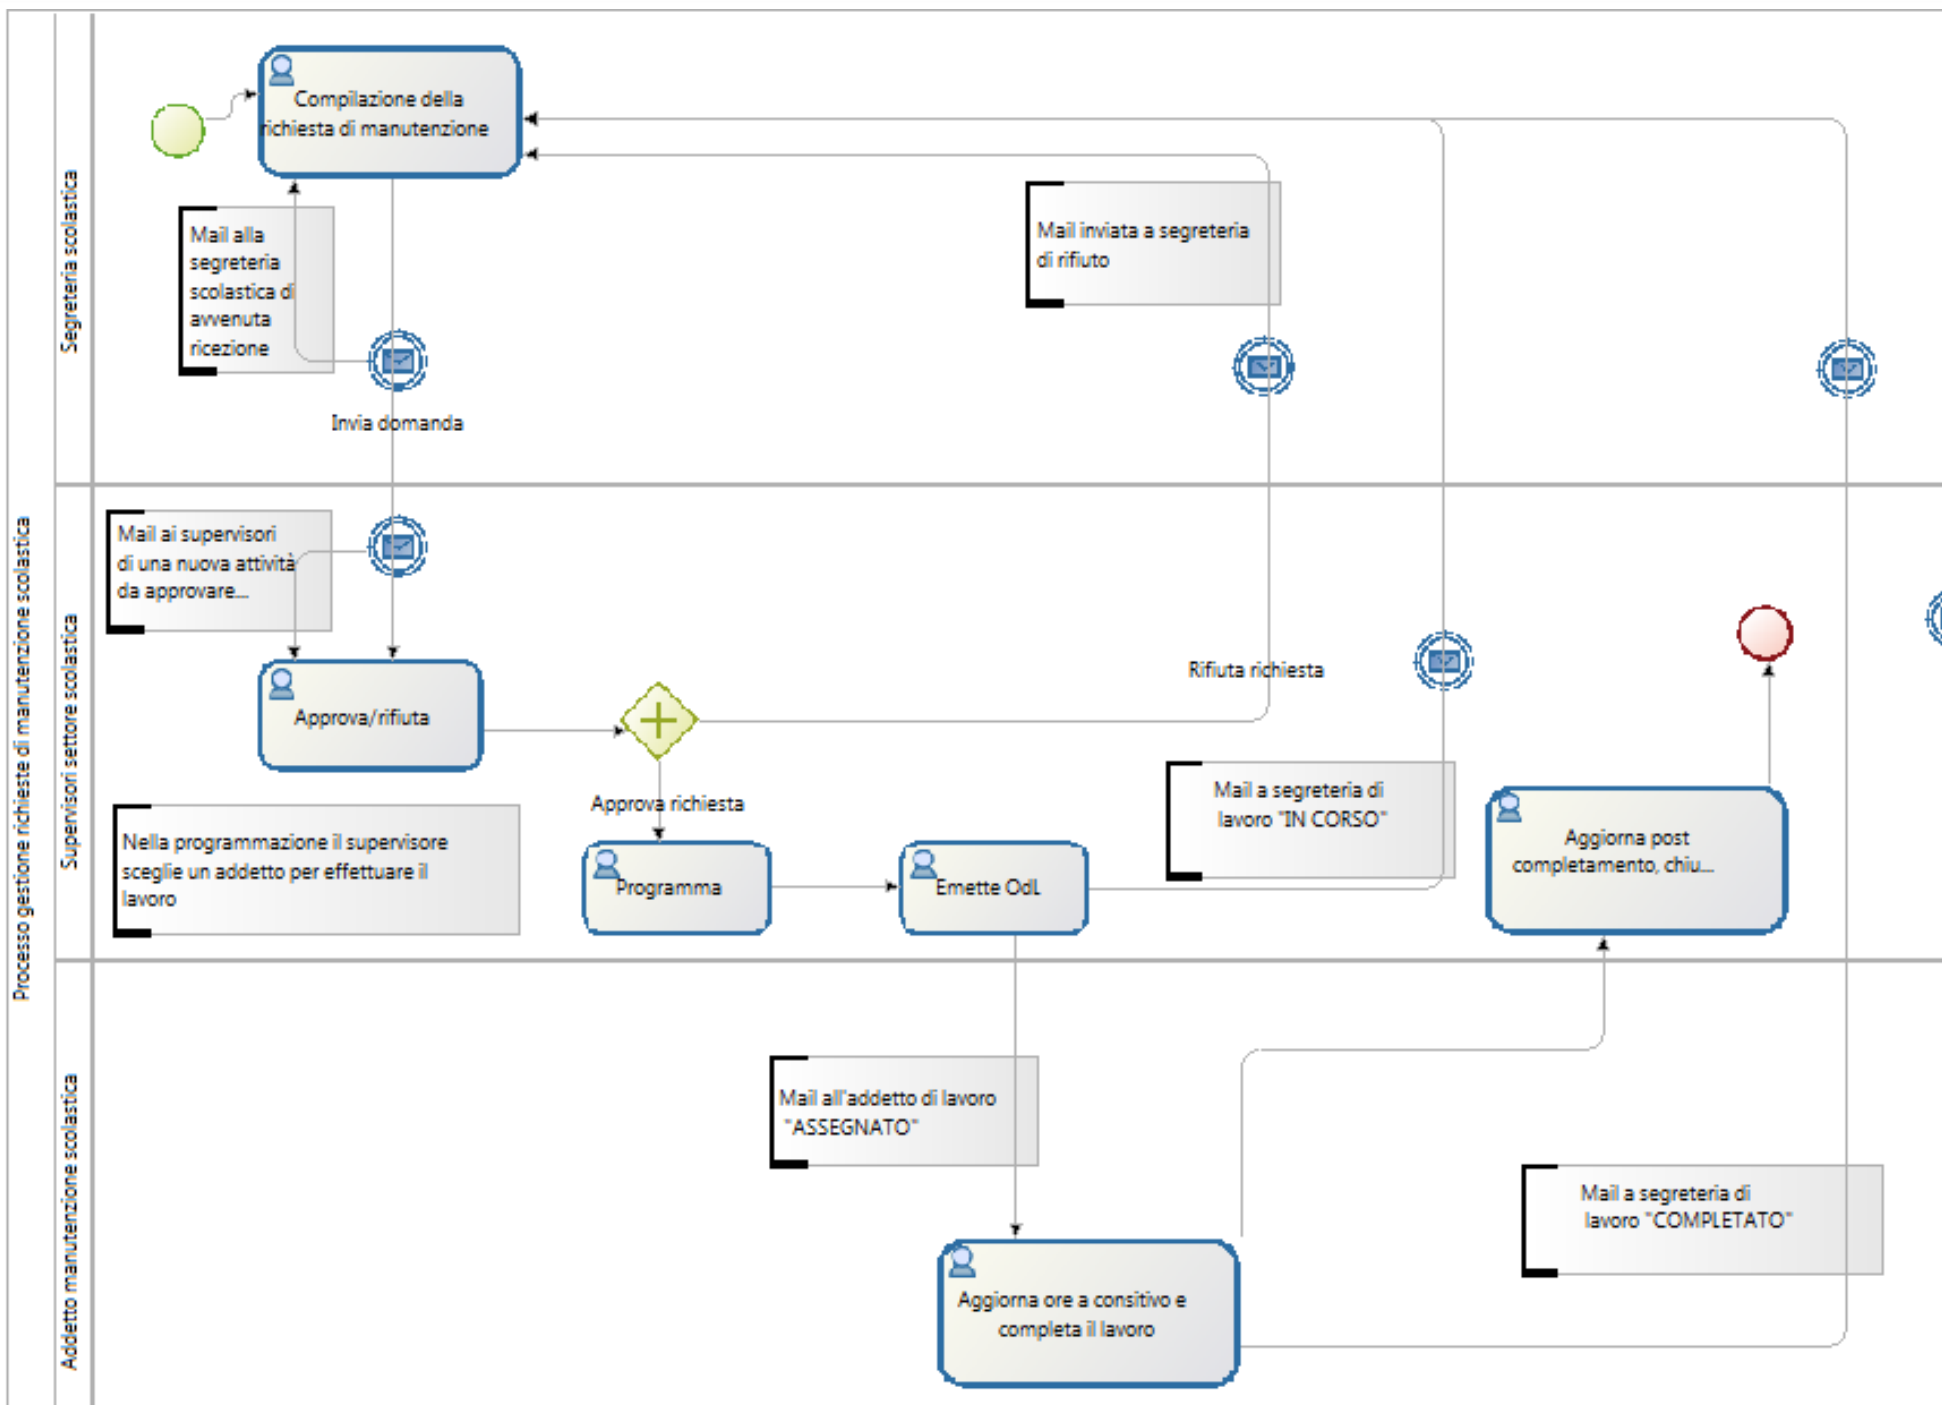 Processo gestione richieste di manutenzione scolastica
Segreteria scolastica
Compilazione della
richiesta di manutenzione
Mail alla
segreteria
scolastica di
avvenuta
ricezione
Invia domanda
Mail inviata a segreteria
di rifiuto
Supervisori settore scolastica
Mail ai supervisori
di una nuova attività
da approvare...
Approva/rifiuta
Rifiuta richiesta
Approva richiesta
Nella programmazione il supervisore
sceglie un addetto per effettuare il
lavoro
Programma
Emette OdL
Mail a segreteria di
lavoro "IN CORSO"
Aggiorna post
completamento, chiu...
Addetto manutenzione scolastica
Mail all'addetto di lavoro
"ASSEGNATO"
Aggiorna ore a consitivo e
completa il lavoro
Mail a segreteria di
lavoro "COMPLETATO"